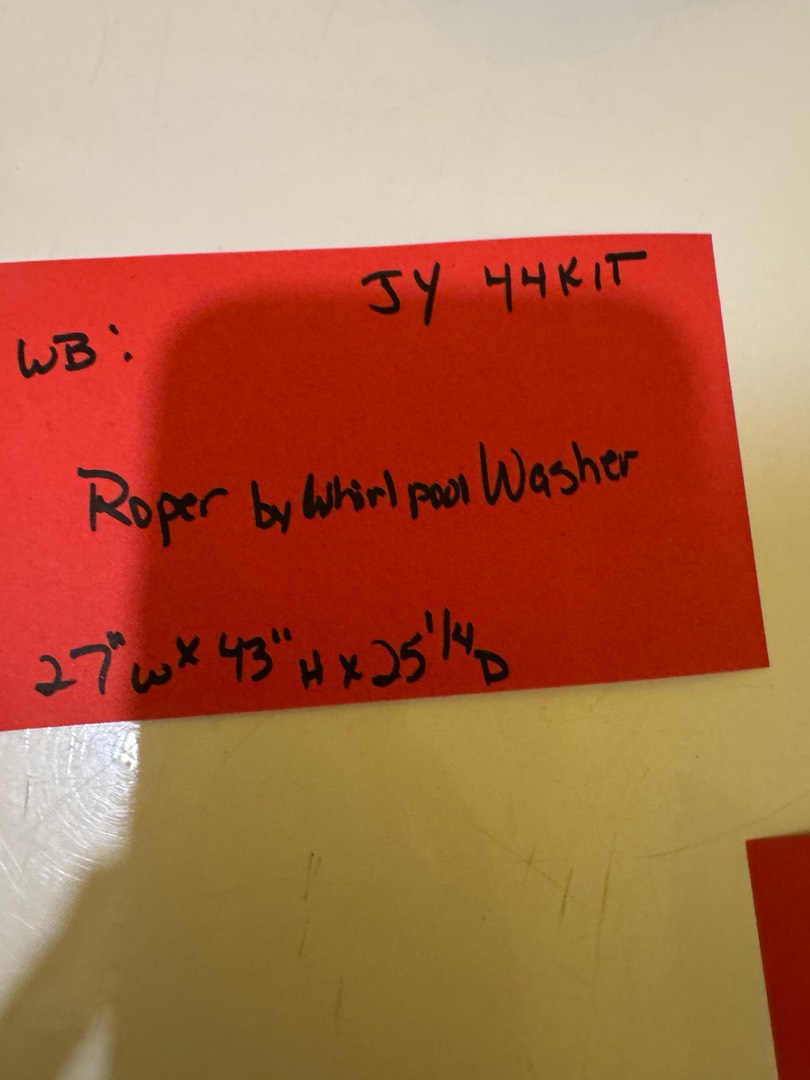 JY 44KIT
WB:
Roper by Whirlpool Washer
27"W x 43" H x 25 1/4 D